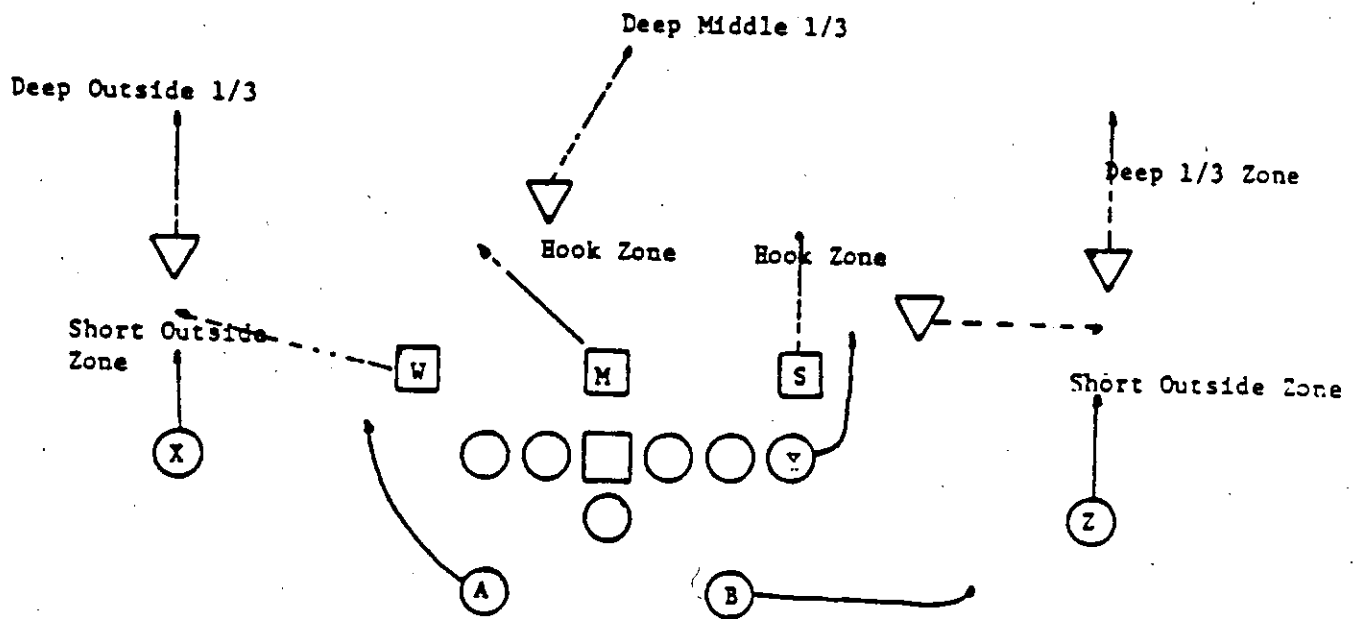 Deep Middle 1/3
Deep Outside 1/3
Deep 1/3 Zone
Hook Zone
Hook Zone
Short Outside
Zone
W
M
S
Short Outside Zone
X
Z
A
B